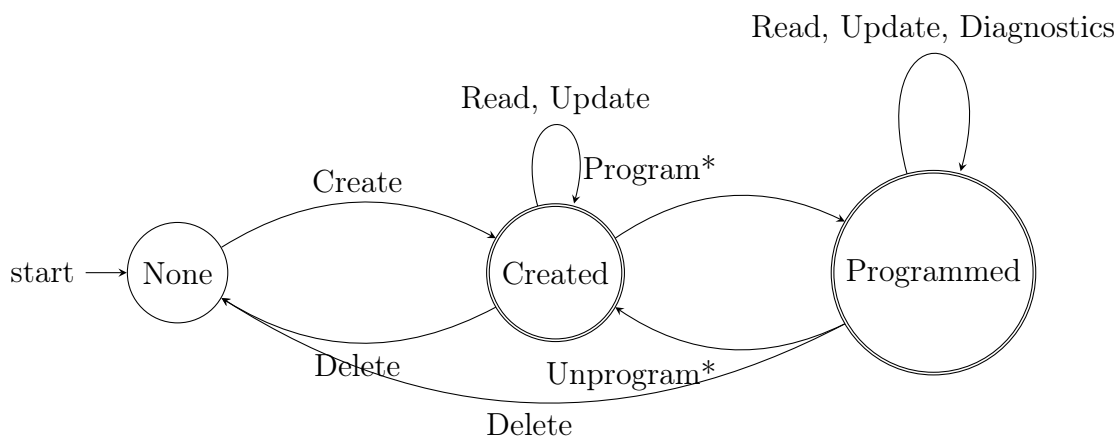 Read, Update, Diagnostics
Read, Update
Program*
Create
start
None
Created
Programmed
Delete
Unprogram*
Delete